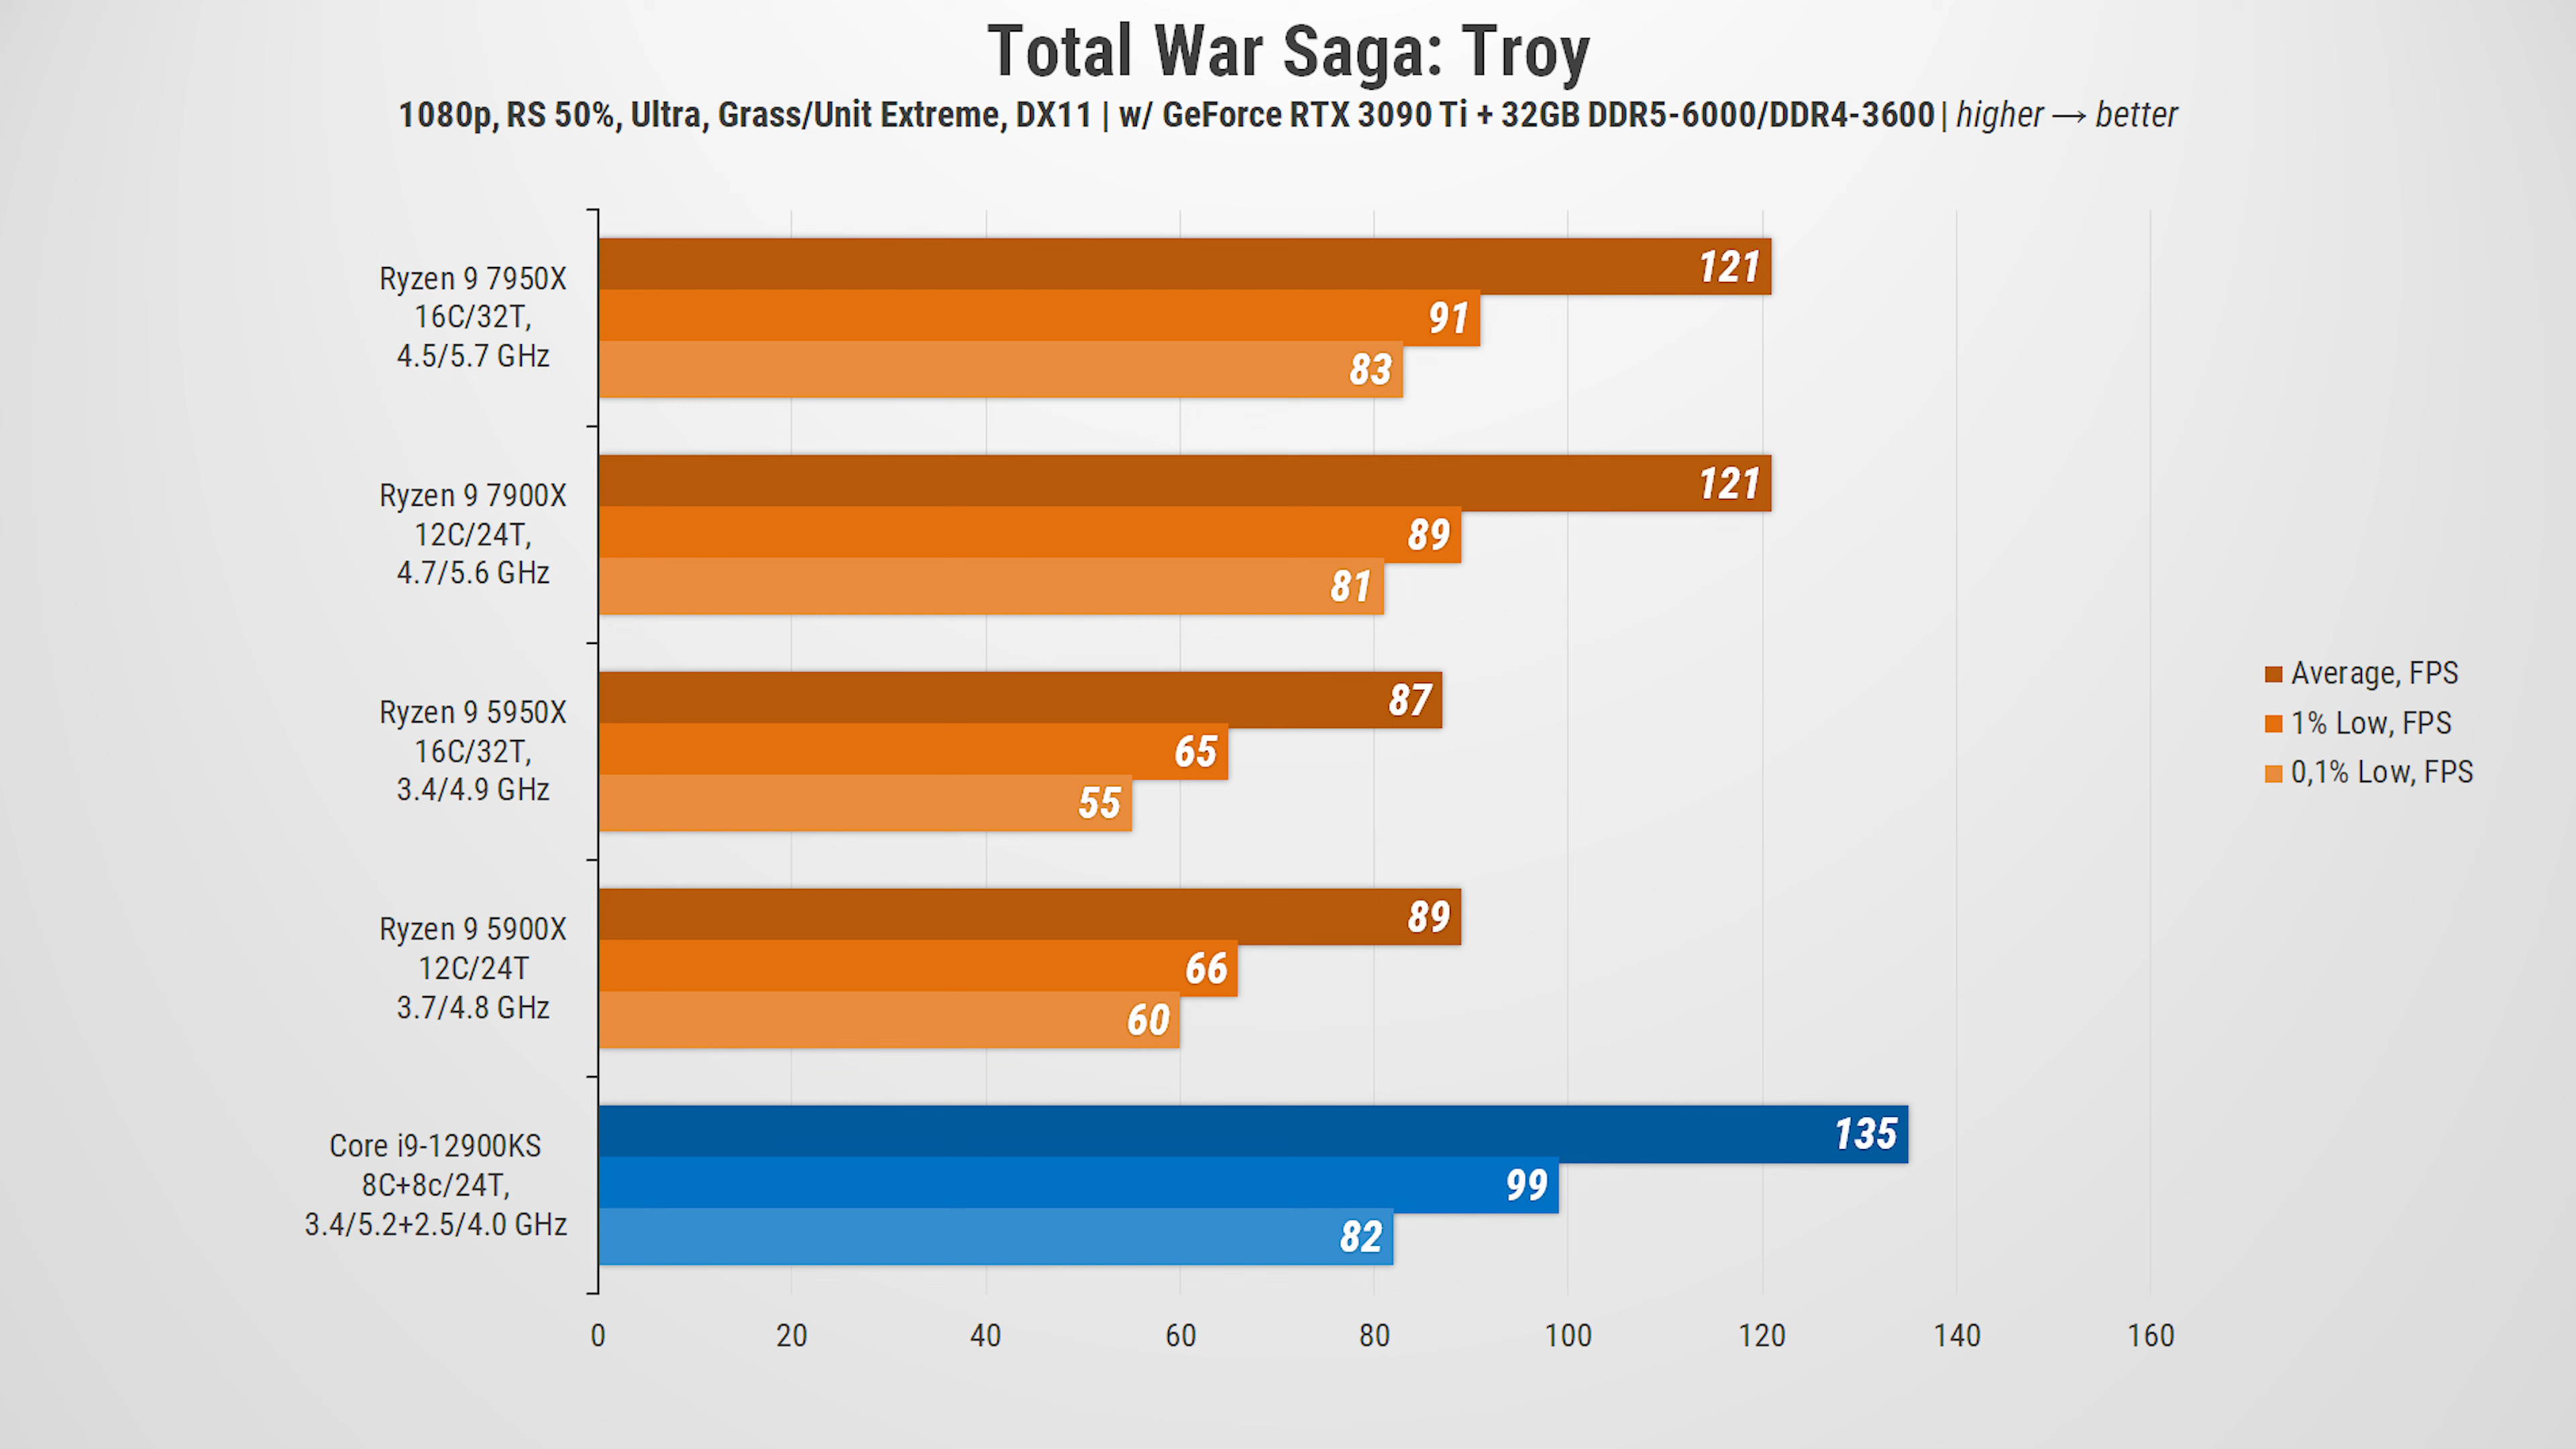 Total War Saga: Troy
1080p, RS 50%, Ultra, Grass/Unit Extreme, DX11 | w/ GeForce RTX 3090 Ti + 32GB DDR5-6000/DDR4-3600 | higher → better
Ryzen 9 7950X
16C/32T,
4.5/5.7 GHz
121
91
83
Ryzen 9 7900X
12C/24T,
4.7/5.6 GHz
121
89
81
Ryzen 9 5950X
16C/32T,
3.4/4.9 GHz
87
65
55
Ryzen 9 5900X
12C/24T
3.7/4.8 GHz
89
66
60
Core i9-12900KS
8C+8c/24T,
3.4/5.2+2.5/4.0 GHz
135
99
82
0 20 40 60 80 100 120 140 160
Average, FPS
1% Low, FPS
0,1% Low, FPS